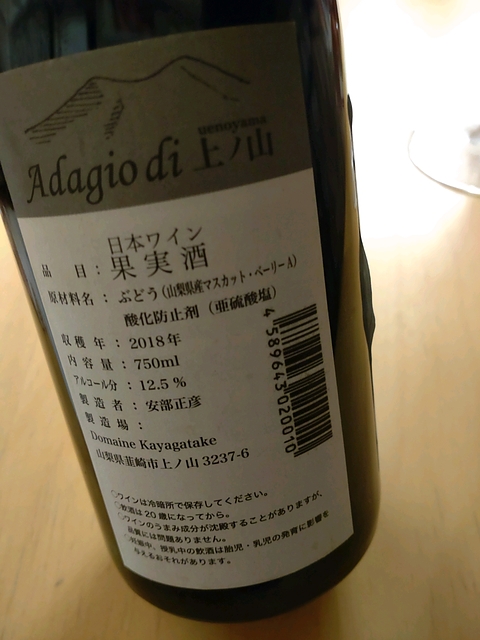 uenoyama
Adagio di 上ノ山
日本ワイン
品 目：果実酒
原材料名：ぶどう（山梨県産マスカット・ベーリーA）
酸化防止剤（亜硫酸塩）
収穫年：2018年
内容量：750ml
アルコール分：12.5％
製造者：安部正彦
製造場：
Domaine Kayagatake
山梨県韮崎市上ノ山3237-6
4589643020010
○ワインは冷暗所で保存してください。
○飲酒は20歳になってから。
○ワインのうまみ成分が沈殿することがありますが、
品質には問題ありません。
○妊娠中、授乳中の飲酒は胎児・乳児の発育に影響を
与えるおそれがあります。